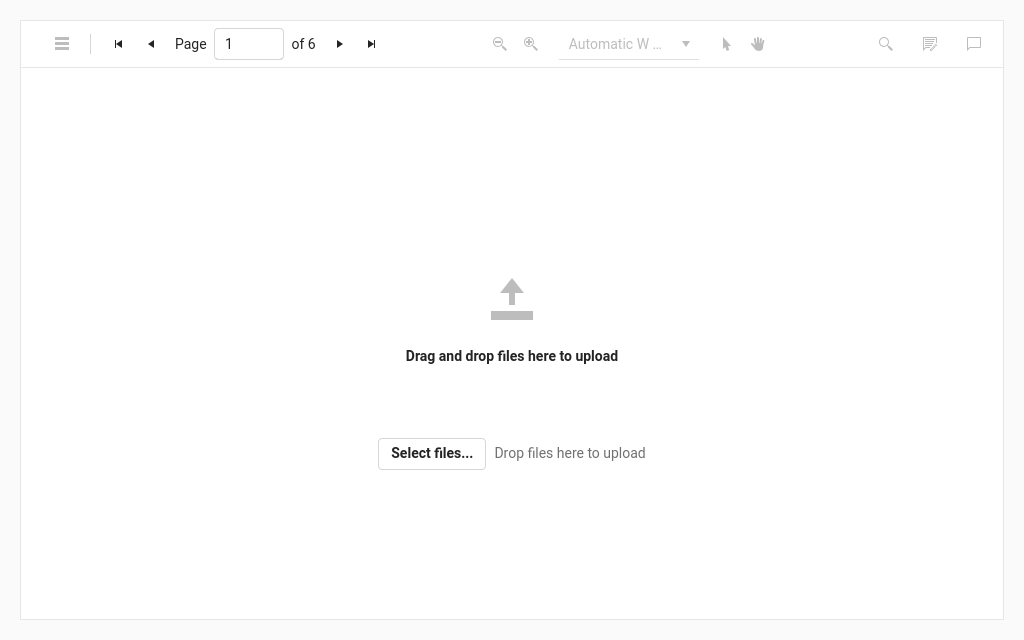 Page 1 of 6 Automatic W ...
Drag and drop files here to upload
Select files... Drop files here to upload